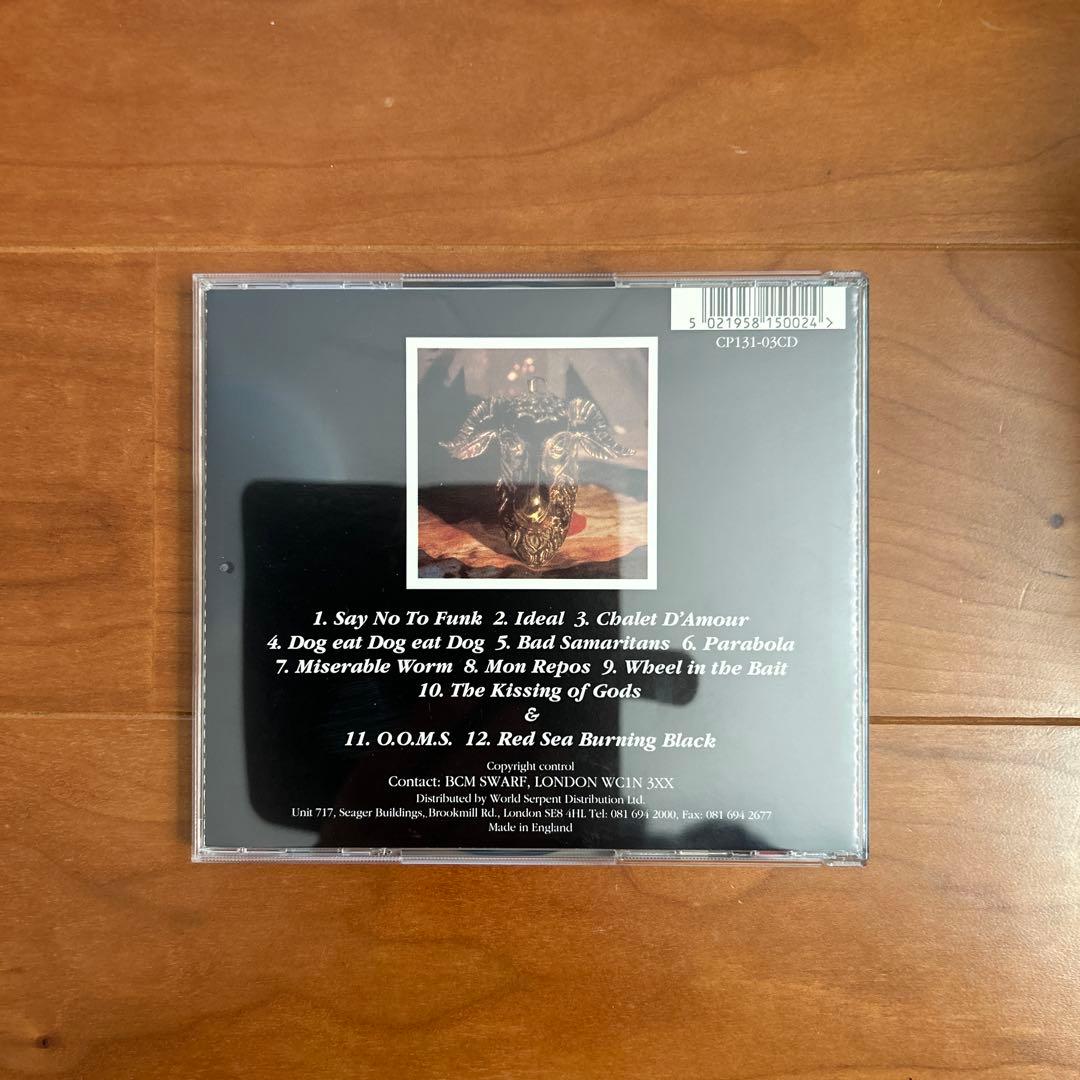 5 021958 150024 >
CP131-03CD
1. Say No To Funk 2. Ideal 3. Chalet D'Amour
4. Dog eat Dog eat Dog 5. Bad Samaritans 6. Parabola
7. Miserable Worm 8. Mon Repos 9. Wheel in the Bait
10. The Kissing of Gods
&
11. O.O.M.S. 12. Red Sea Burning Black
Copyright control
Contact: BCM SWARF, LONDON WC1N 3XX
Distributed by World Serpent Distribution Ltd.
Unit 717, Seager Buildings,, Brookmill Rd., London SE8 4HL Tel: 081 694 2000, Fax: 081 694 2677
Made in England